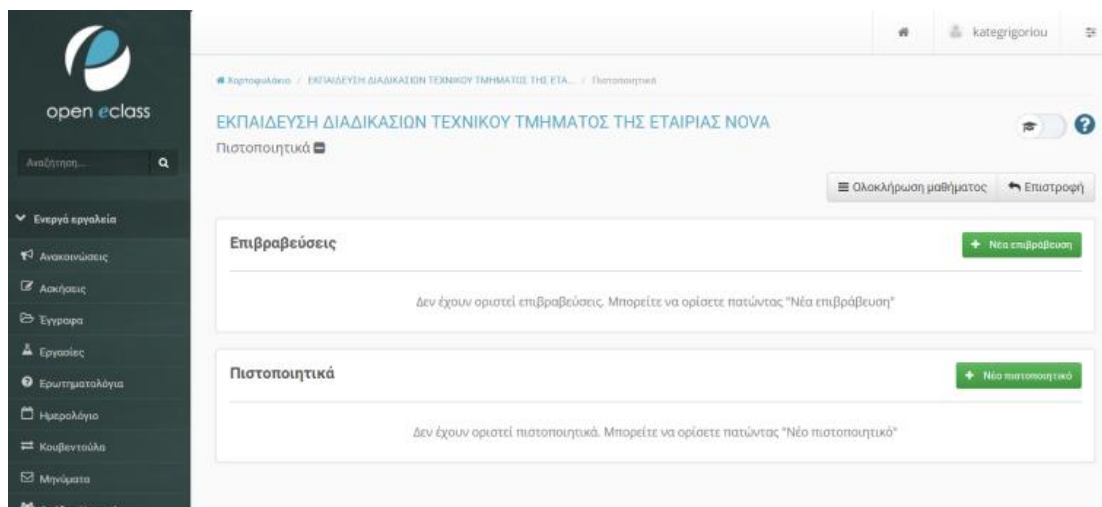 open eclass
kategrigoriou
Χαρτοφυλάκιο / ΕΚΠΑΙΔΕΥΣΗ ΔΙΑΔΙΚΑΣΙΩΝ ΤΕΧΝΙΚΟΥ ΤΜΗΜΑΤΟΣ ΤΗΣ ΕΤΑ... / Πιστοποιητικά
ΕΚΠΑΙΔΕΥΣΗ ΔΙΑΔΙΚΑΣΙΩΝ ΤΕΧΝΙΚΟΥ ΤΜΗΜΑΤΟΣ ΤΗΣ ΕΤΑΙΡΙΑΣ NOVA
Πιστοποιητικά
Αναζήτηση...
Ολοκλήρωση μαθήματος
Επιστροφή
Ενεργά εργαλεία
Ανακοινώσεις
Ασκήσεις
Έγγραφα
Εργασίες
Ερωτηματολόγια
Ημερολόγιο
Κουβεντούλα
Μηνύματα
Επιβραβεύσεις
+ Νέα επιβράβευση
Δεν έχουν οριστεί επιβραβεύσεις. Μπορείτε να ορίσετε πατώντας "Νέα επιβράβευση"
Πιστοποιητικά
+ Νέο πιστοποιητικό
Δεν έχουν οριστεί πιστοποιητικά. Μπορείτε να ορίσετε πατώντας "Νέο πιστοποιητικό"